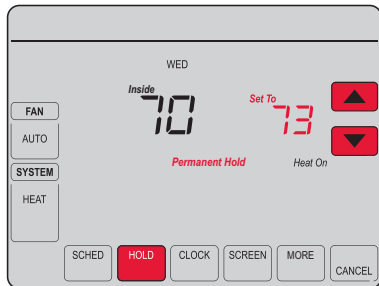 WED
Inside
70
Set To
73
FAN
AUTO
Permanent Hold
Heat On
SYSTEM
HEAT
SCHED
HOLD
CLOCK
SCREEN
MORE
CANCEL